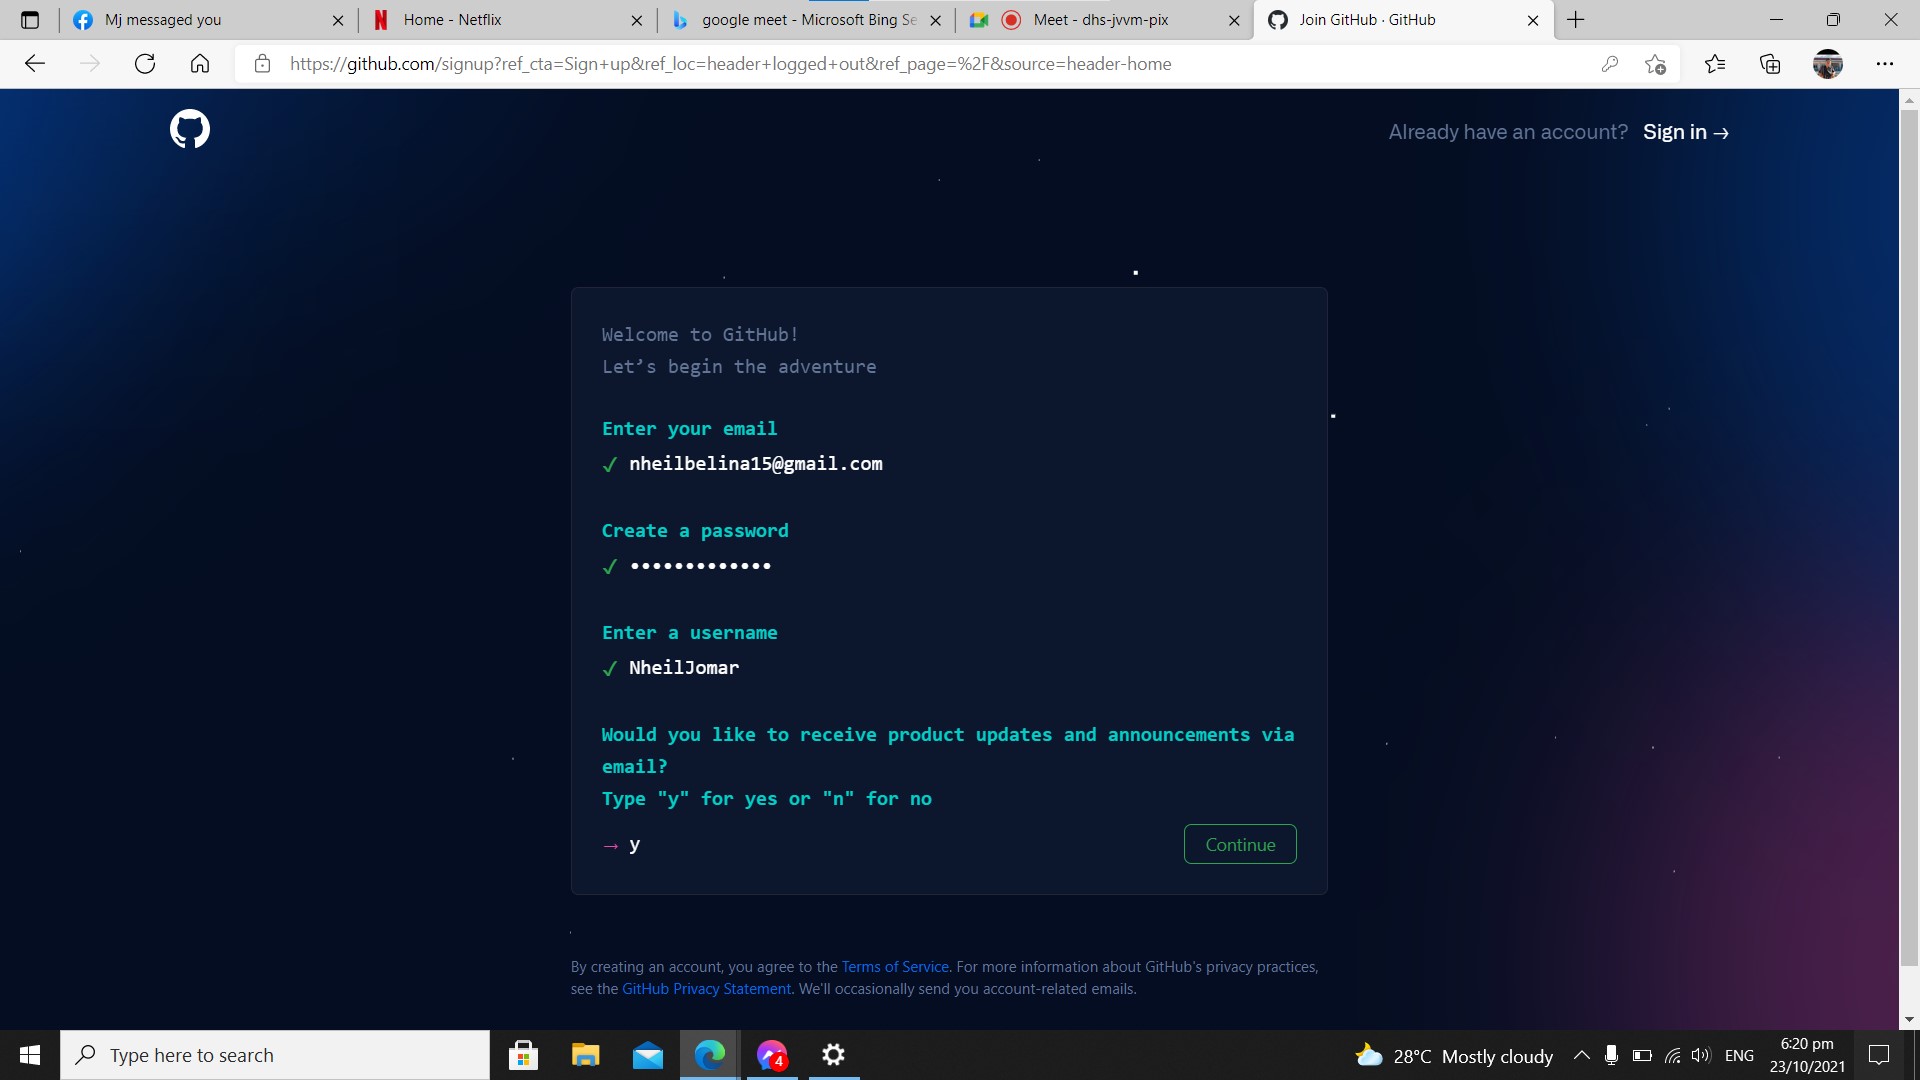 Mj messaged you
Home - Netflix
google meet - Microsoft Bing Se
Meet - dhs-jvvm-pix
Join GitHub · GitHub
https://github.com/signup?ref_cta=Sign+up&ref_loc=header+logged+out&ref_page=%2F&source=header-home
Already have an account? Sign in →
Welcome to GitHub!
Let’s begin the adventure
Enter your email
✓ nheilbelina15@gmail.com
Create a password
✓ •••••••••••••
Enter a username
✓ NheilJomar
Would you like to receive product updates and announcements via
email?
Type "y" for yes or "n" for no
→ y
Continue
By creating an account, you agree to the Terms of Service. For more information about GitHub's privacy practices,
see the GitHub Privacy Statement. We'll occasionally send you account-related emails.
Type here to search
4
28°C Mostly cloudy
ENG
6:20 pm
23/10/2021